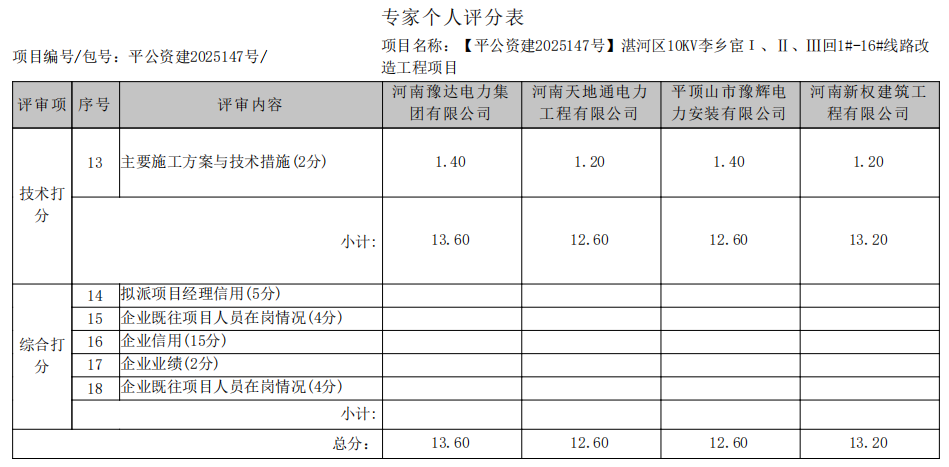 专家个人评分表
项目编号/包号: 平公资建2025147号/
项目名称: 【平公资建2025147号】湛河区10KV李乡宦Ⅰ、Ⅱ、Ⅲ回1#-16#线路改
造工程项目
评审项 序号 评审内容 河南豫达电力集团有限公司 河南天地通电力工程有限公司 平顶山市豫辉电力安装有限公司 河南新权建筑工程有限公司
技术打分
13 主要施工方案与技术措施(2分) 1.40 1.20 1.40 1.20
小计: 13.60 12.60 12.60 13.20
综合打分
14 拟派项目经理信用(5分)
15 企业既往项目人员在岗情况(4分)
16 企业信用(15分)
17 企业业绩(2分)
18 企业既往项目人员在岗情况(4分)
小计:
总分: 13.60 12.60 12.60 13.20